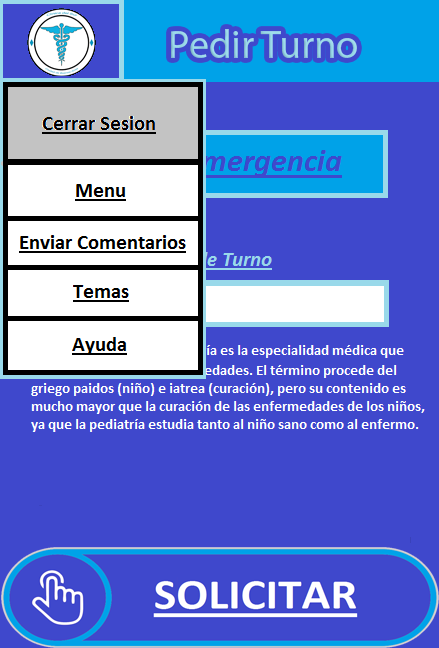 Pedir Turno
Cerrar Sesion
Menu
Enviar Comentarios
Temas
Ayuda
mergencia
de Turno
ía es la especialidad médica que
edades. El término procede del
griego paidos (niño) e iatrea (curación), pero su contenido es
mucho mayor que la curación de las enfermedades de los niños,
ya que la pediatría estudia tanto al niño sano como al enfermo.
SOLICITAR